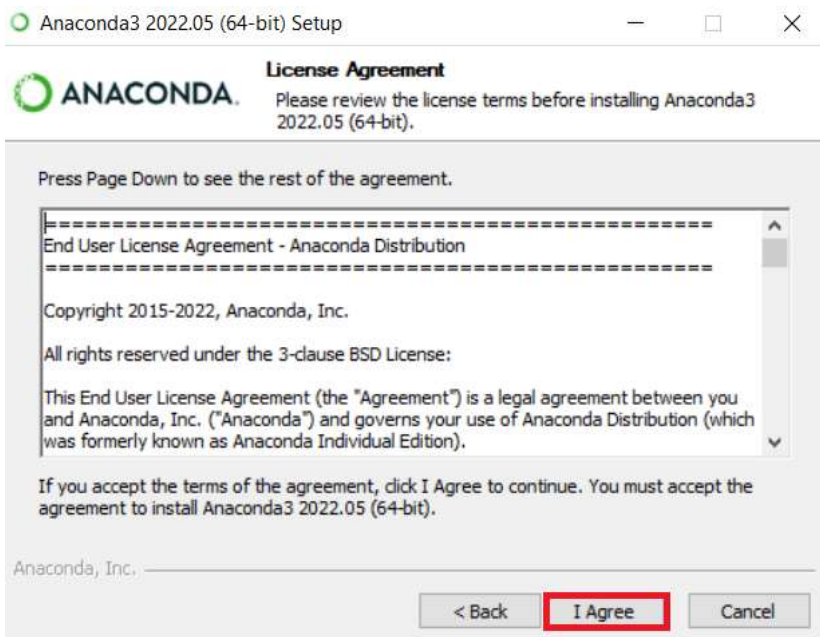 Anaconda3 2022.05 (64-bit) Setup
ANACONDA.
License Agreement
Please review the license terms before installing Anaconda3
2022.05 (64-bit).
Press Page Down to see the rest of the agreement.
====================================================
End User License Agreement - Anaconda Distribution
====================================================
Copyright 2015-2022, Anaconda, Inc.
All rights reserved under the 3-clause BSD License:
This End User License Agreement (the "Agreement") is a legal agreement between you
and Anaconda, Inc. ("Anaconda") and governs your use of Anaconda Distribution (which
was formerly known as Anaconda Individual Edition).
If you accept the terms of the agreement, click I Agree to continue. You must accept the
agreement to install Anaconda3 2022.05 (64-bit).
Anaconda, Inc.
< Back
I Agree
Cancel